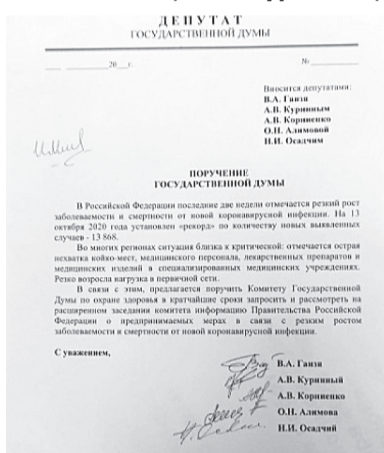 ДЕПУТАТ
ГОСУДАРСТВЕННОЙ ДУМЫ
20 г.
№
Вносится депутатами:
В.А. Ганзя
А.В. Куринным
А.В. Корниенко
О.Н. Алимовой
Н.И. Осадчим
ПОРУЧЕНИЕ
ГОСУДАРСТВЕННОЙ ДУМЫ
В Российской Федерации последние две недели отмечается резкий рост
заболеваемости и смертности от новой коронавирусной инфекции. На 13
октября 2020 года установлен «рекорд» по количеству новых выявленных
случаев - 13 868.
Во многих регионах ситуация близка к критической: отмечается острая
нехватка койко-мест, медицинского персонала, лекарственных препаратов и
медицинских изделий в специализированных медицинских учреждениях.
Резко возросла нагрузка в первичной сети.
В связи с этим, предлагается поручить Комитету Государственной
Думы по охране здоровья в кратчайшие сроки запросить и рассмотреть на
расширенном заседании комитета информацию Правительства Российской
Федерации о предпринимаемых мерах в связи с резким ростом
заболеваемости и смертности от новой коронавирусной инфекции.
С уважением,
В.А. Ганзя
А.В. Куринный
А.В. Корниенко
О.Н. Алимова
Н.И. Осадчий